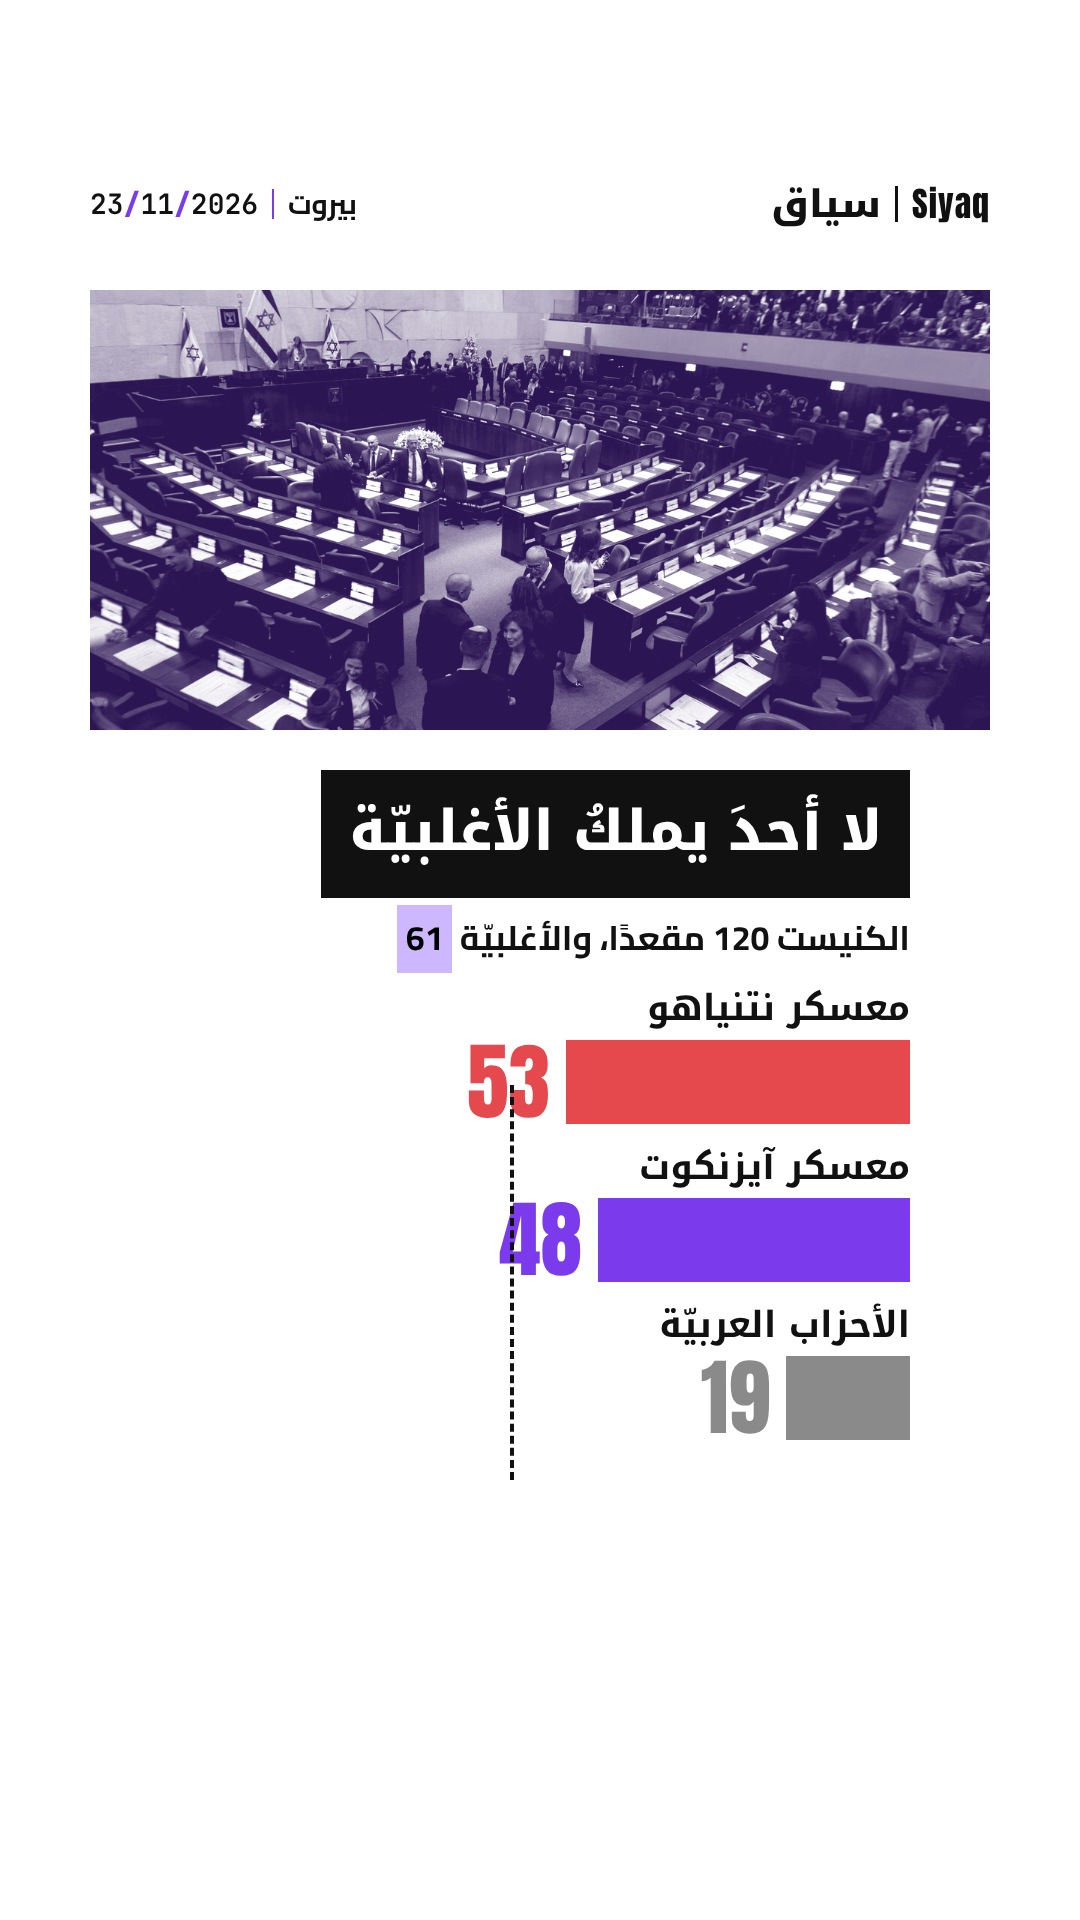 Siyaq | سياق
بيروت | 23/11/2026
لا أحدَ يملكُ الأغلبيّة
الكنيست 120 مقعدًا، والأغلبيّة 61
معسكر نتنياهو
53
معسكر آيزنكوت
48
الأحزاب العربيّة
19